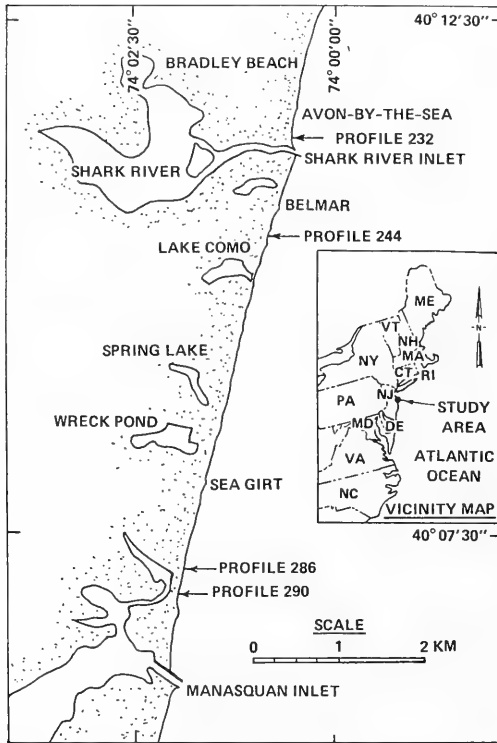 74° 02' 30"
74° 00' 00"
40° 12' 30"
BRADLEY BEACH
AVON-BY-THE-SEA
PROFILE 232
SHARK RIVER INLET
SHARK RIVER
BELMAR
PROFILE 244
LAKE COMO
SPRING LAKE
WRECK POND
SEA GIRT
ME
VT
NH
NY
MA
CT
RI
PA
NJ
STUDY
AREA
MD
DE
VA
ATLANTIC
OCEAN
NC
VICINITY MAP
N
40° 07' 30"
PROFILE 286
PROFILE 290
SCALE
0 1 2 KM
MANASQUAN INLET